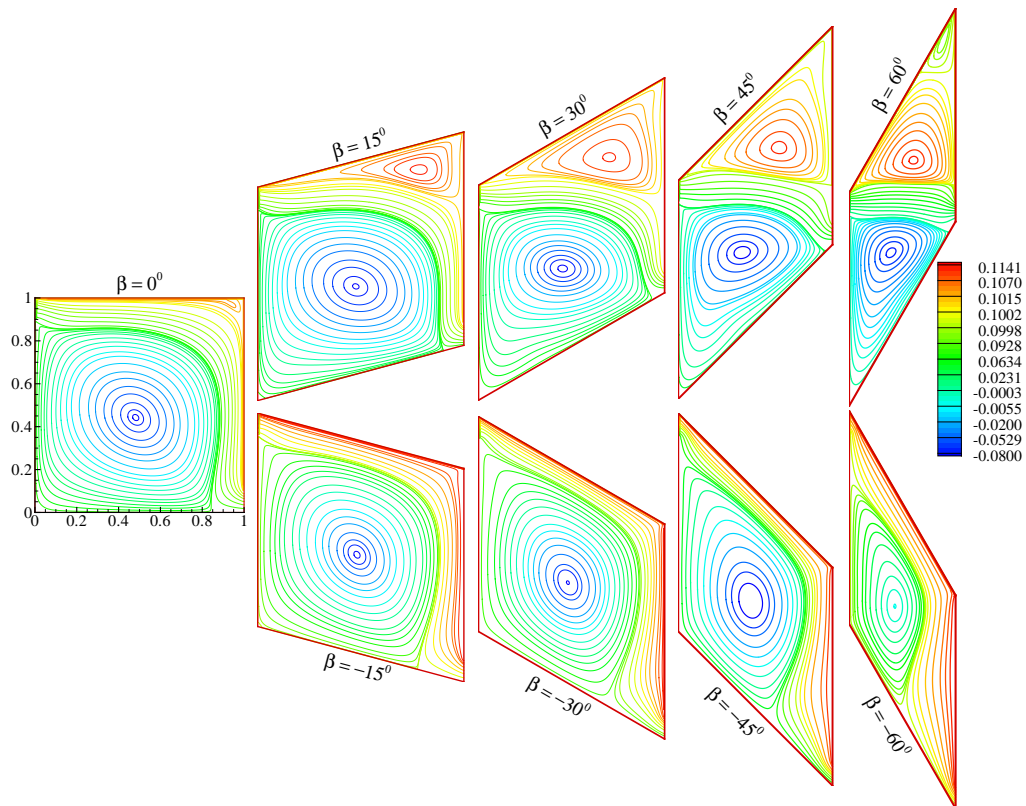 β = 15⁰
β = 30⁰
β = 45⁰
β = 60⁰
β = 0⁰
1
0.8
0.6
0.4
0.2
0
0
0.2
0.4
0.6
0.8
1
0.1141
0.1070
0.1015
0.1002
0.0998
0.0928
0.0634
0.0231
-0.0003
-0.0055
-0.0200
-0.0529
-0.0800
β = -15⁰
β = -30⁰
β = -45⁰
β = -60⁰